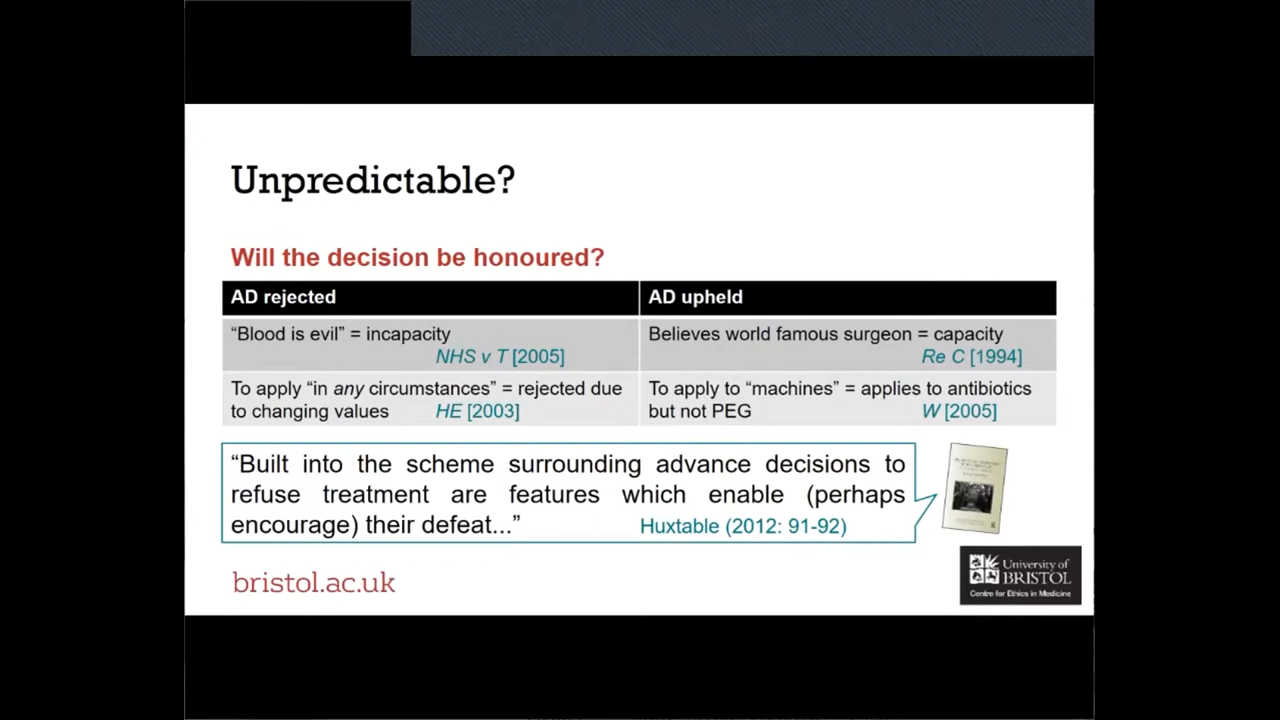 Unpredictable?
Will the decision be honoured?
AD rejected
AD upheld
“Blood is evil” = incapacity
NHS v T [2005]
Believes world famous surgeon = capacity
Re C [1994]
To apply “in any circumstances” = rejected due
to changing values HE [2003]
To apply to “machines” = applies to antibiotics
but not PEG W [2005]
“Built into the scheme surrounding advance decisions to
refuse treatment are features which enable (perhaps
encourage) their defeat...” Huxtable (2012: 91-92)
bristol.ac.uk
University of
BRISTOL
Centre for Ethics in Medicine